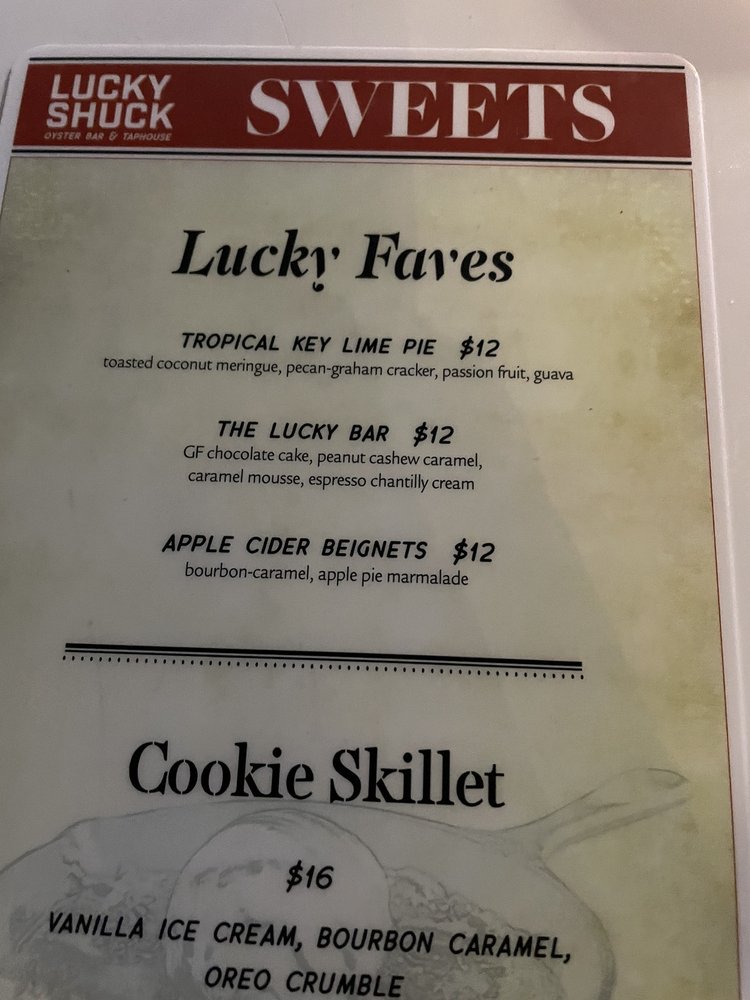 LUCKY
SHUCK
OYSTER BAR & TAPHOUSE
SWEETS
Lucky Faves
TROPICAL KEY LIME PIE $12
toasted coconut meringue, pecan-graham cracker, passion fruit, guava
THE LUCKY BAR $12
GF chocolate cake, peanut cashew caramel,
caramel mousse, espresso chantilly cream
APPLE CIDER BEIGNETS $12
bourbon-caramel, apple pie marmalade
Cookie Skillet
$16
VANILLA ICE CREAM, BOURBON CARAMEL,
OREO CRUMBLE